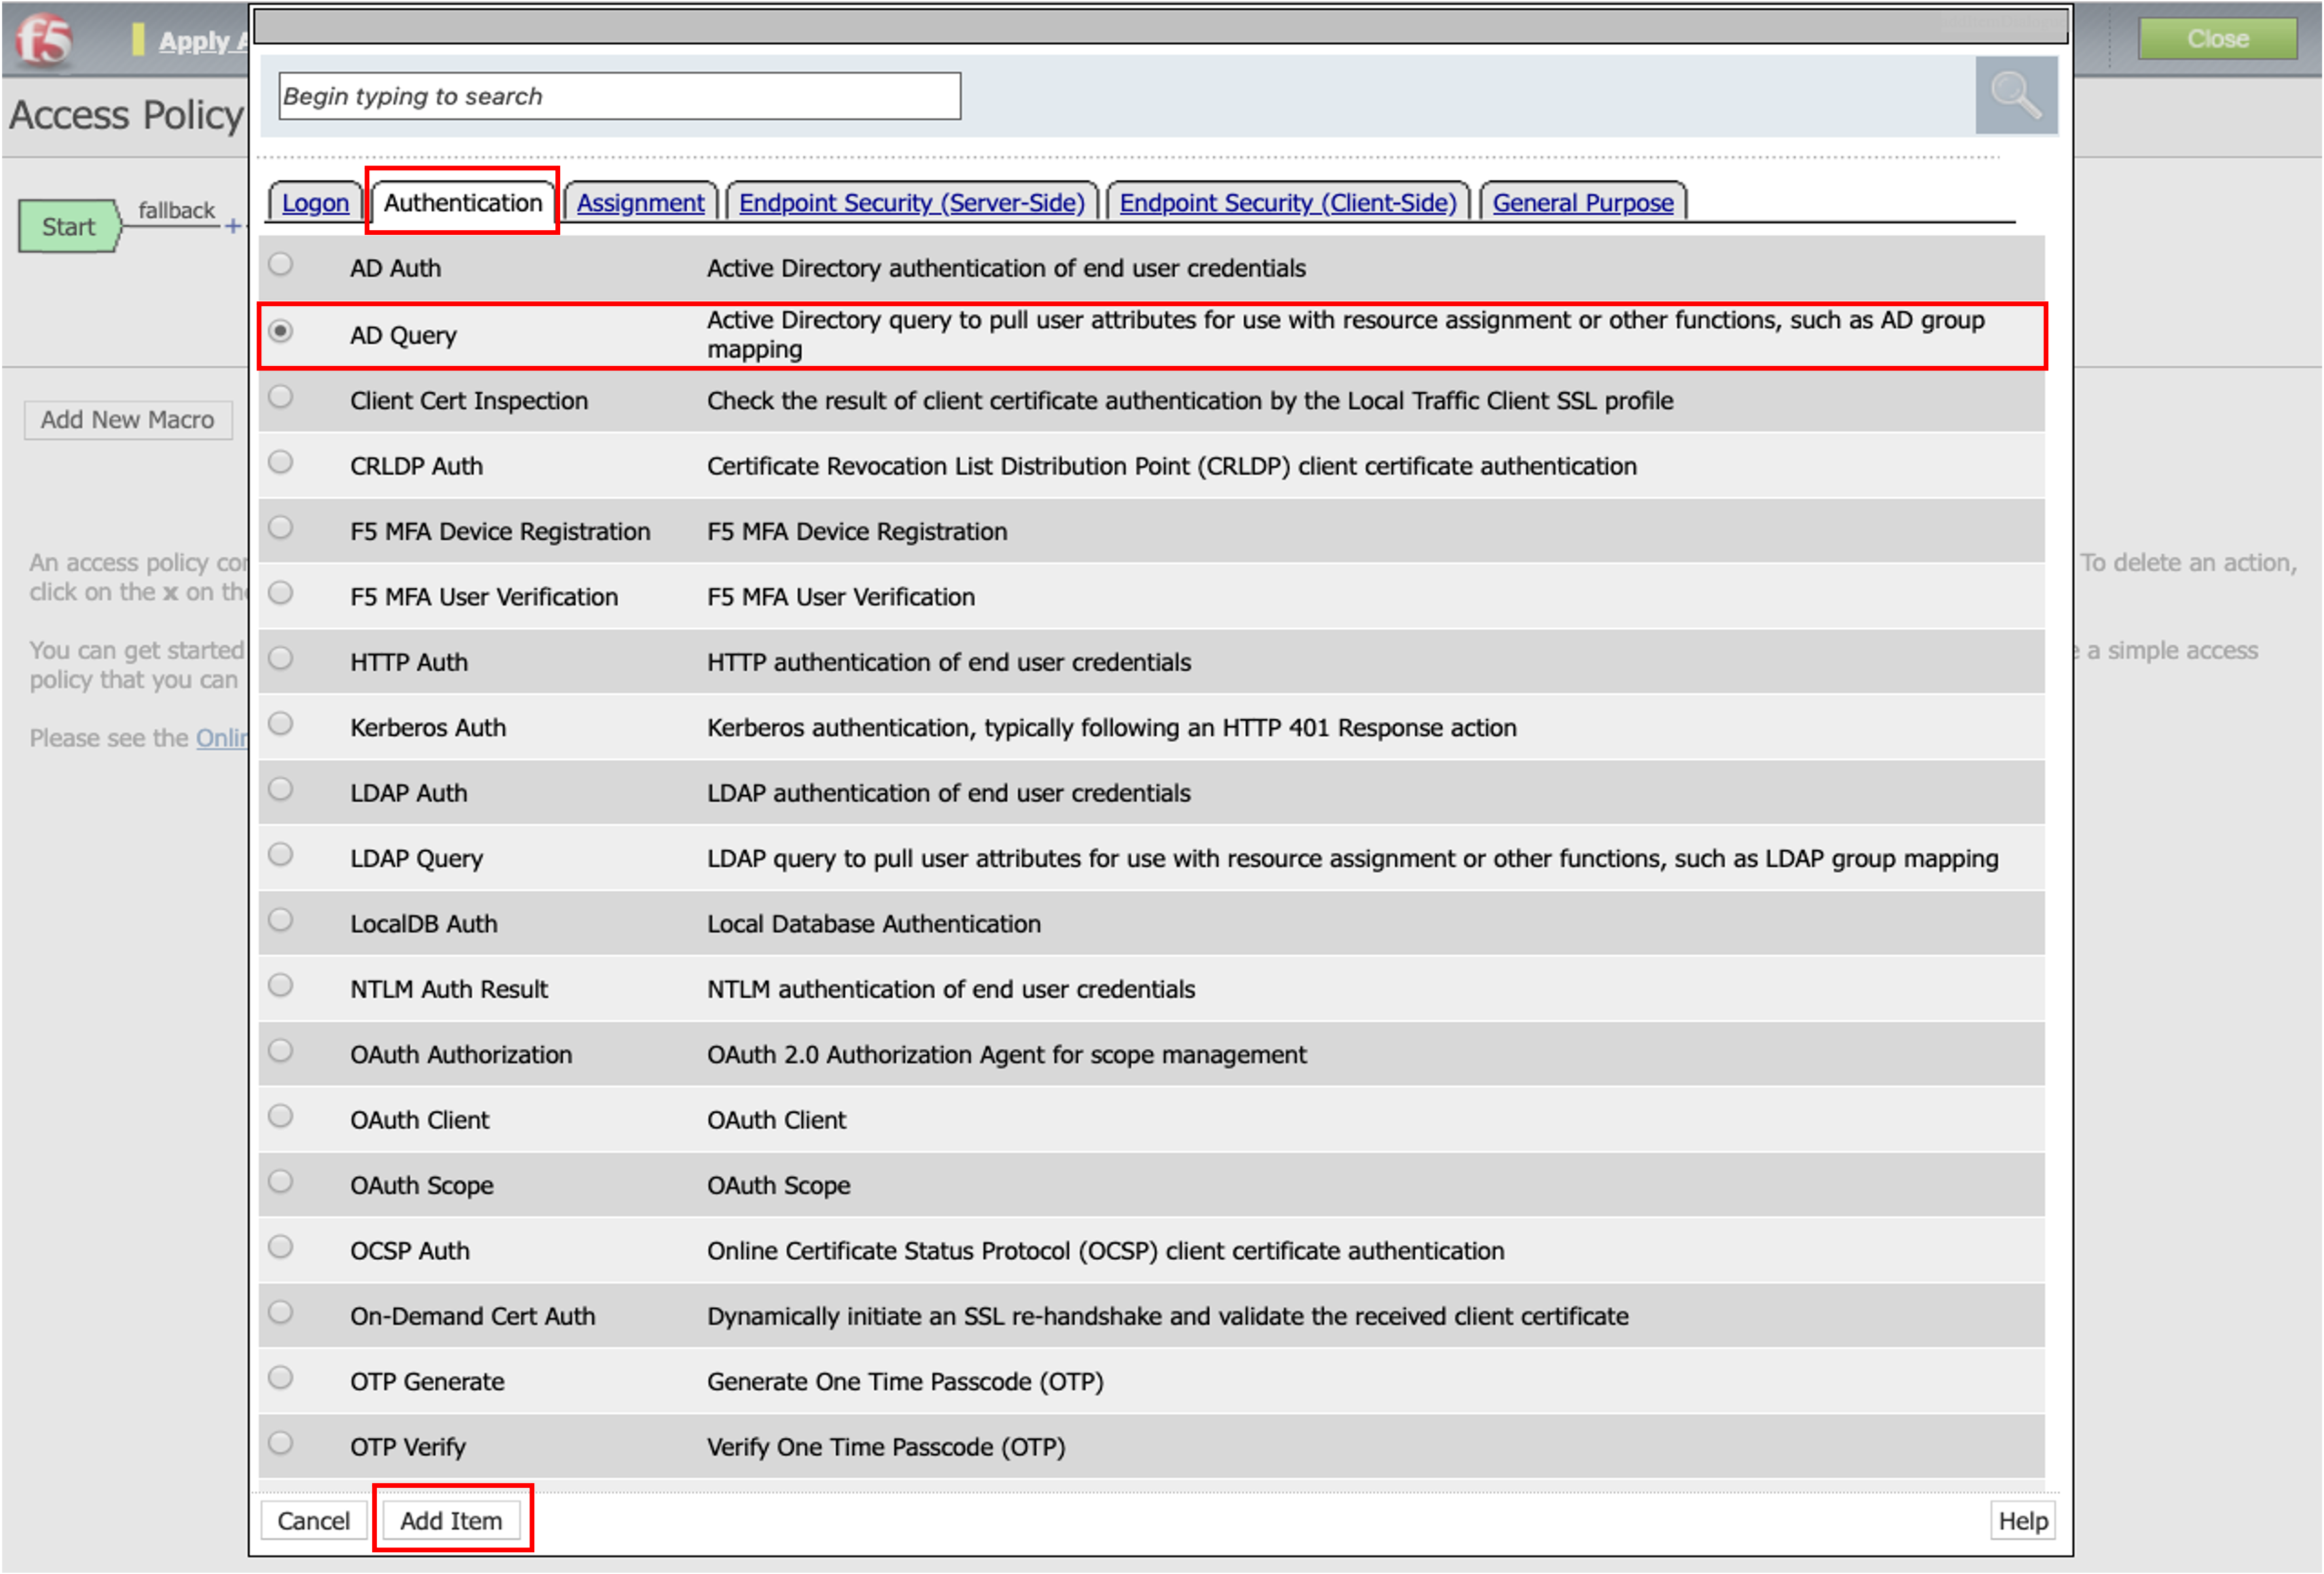 f5
Apply A
Close
Access Policy
Begin typing to search
Logon Authentication Assignment Endpoint Security (Server-Side) Endpoint Security (Client-Side) General Purpose
Start
fallback
+
Add New Macro
An access policy
click on the x on
To delete an action,
You can get started
policy that you can
a simple access
Please see the
AD Auth Active Directory authentication of end user credentials
AD Query Active Directory query to pull user attributes for use with resource assignment or other functions, such as AD group
mapping
Client Cert Inspection Check the result of client certificate authentication by the Local Traffic Client SSL profile
CRLDP Auth Certificate Revocation List Distribution Point (CRLDP) client certificate authentication
F5 MFA Device Registration F5 MFA Device Registration
F5 MFA User Verification F5 MFA User Verification
HTTP Auth HTTP authentication of end user credentials
Kerberos Auth Kerberos authentication, typically following an HTTP 401 Response action
LDAP Auth LDAP authentication of end user credentials
LDAP Query LDAP query to pull user attributes for use with resource assignment or other functions, such as LDAP group mapping
LocalDB Auth Local Database Authentication
NTLM Auth Result NTLM authentication of end user credentials
OAuth Authorization OAuth 2.0 Authorization Agent for scope management
OAuth Client OAuth Client
OAuth Scope OAuth Scope
OCSP Auth Online Certificate Status Protocol (OCSP) client certificate authentication
On-Demand Cert Auth Dynamically initiate an SSL re-handshake and validate the received client certificate
OTP Generate Generate One Time Passcode (OTP)
OTP Verify Verify One Time Passcode (OTP)
Cancel Add Item Help